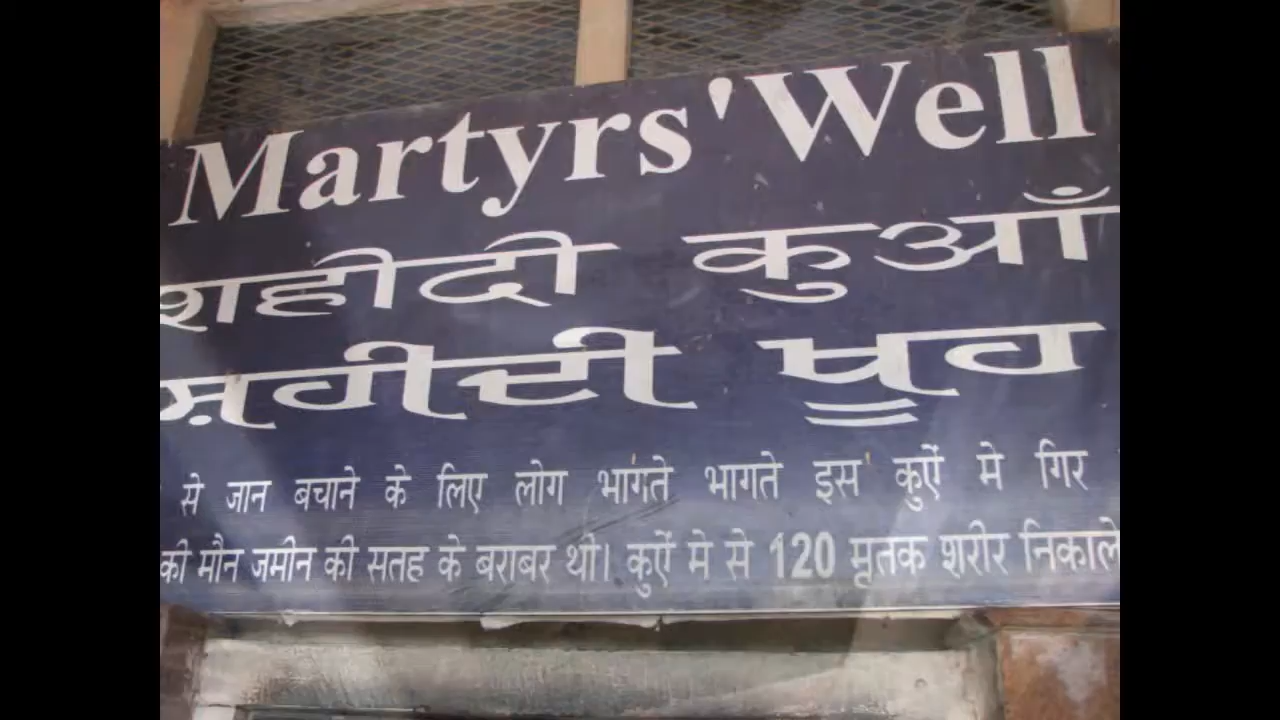 Martyrs' Well
शहीदी कुआँ
ਸ਼ਹੀਦੀ ਖੂਹ
से जान बचाने के लिए लोग भागते भागते इस कुऐं मे गिर
की मौन जमीन की सतह के बराबर थी। कुऐं मे से 120 मृतक शरीर निकाले